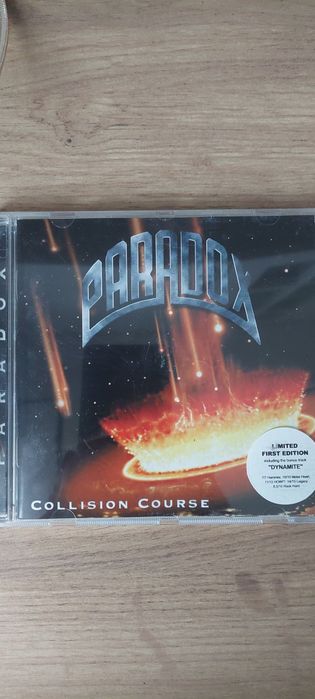 PARADOX
PARADOX
LIMITED
FIRST EDITION
including the bonus track
"DYNAMITE"
COLLISION COURSE